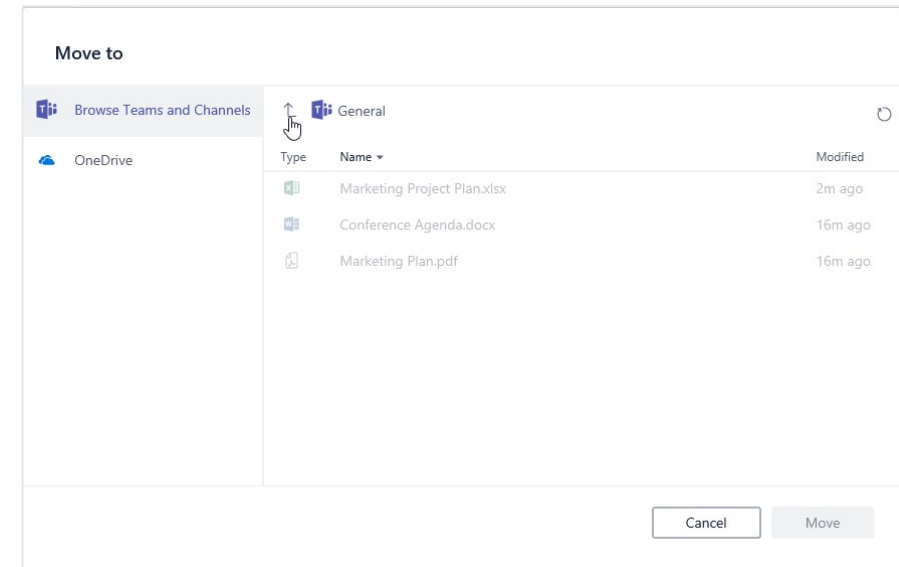 Move to
Browse Teams and Channels
OneDrive
General
Type Name Modified
Marketing Project Plan.xlsx 2m ago
Conference Agenda.docx 16m ago
Marketing Plan.pdf 16m ago
Cancel Move